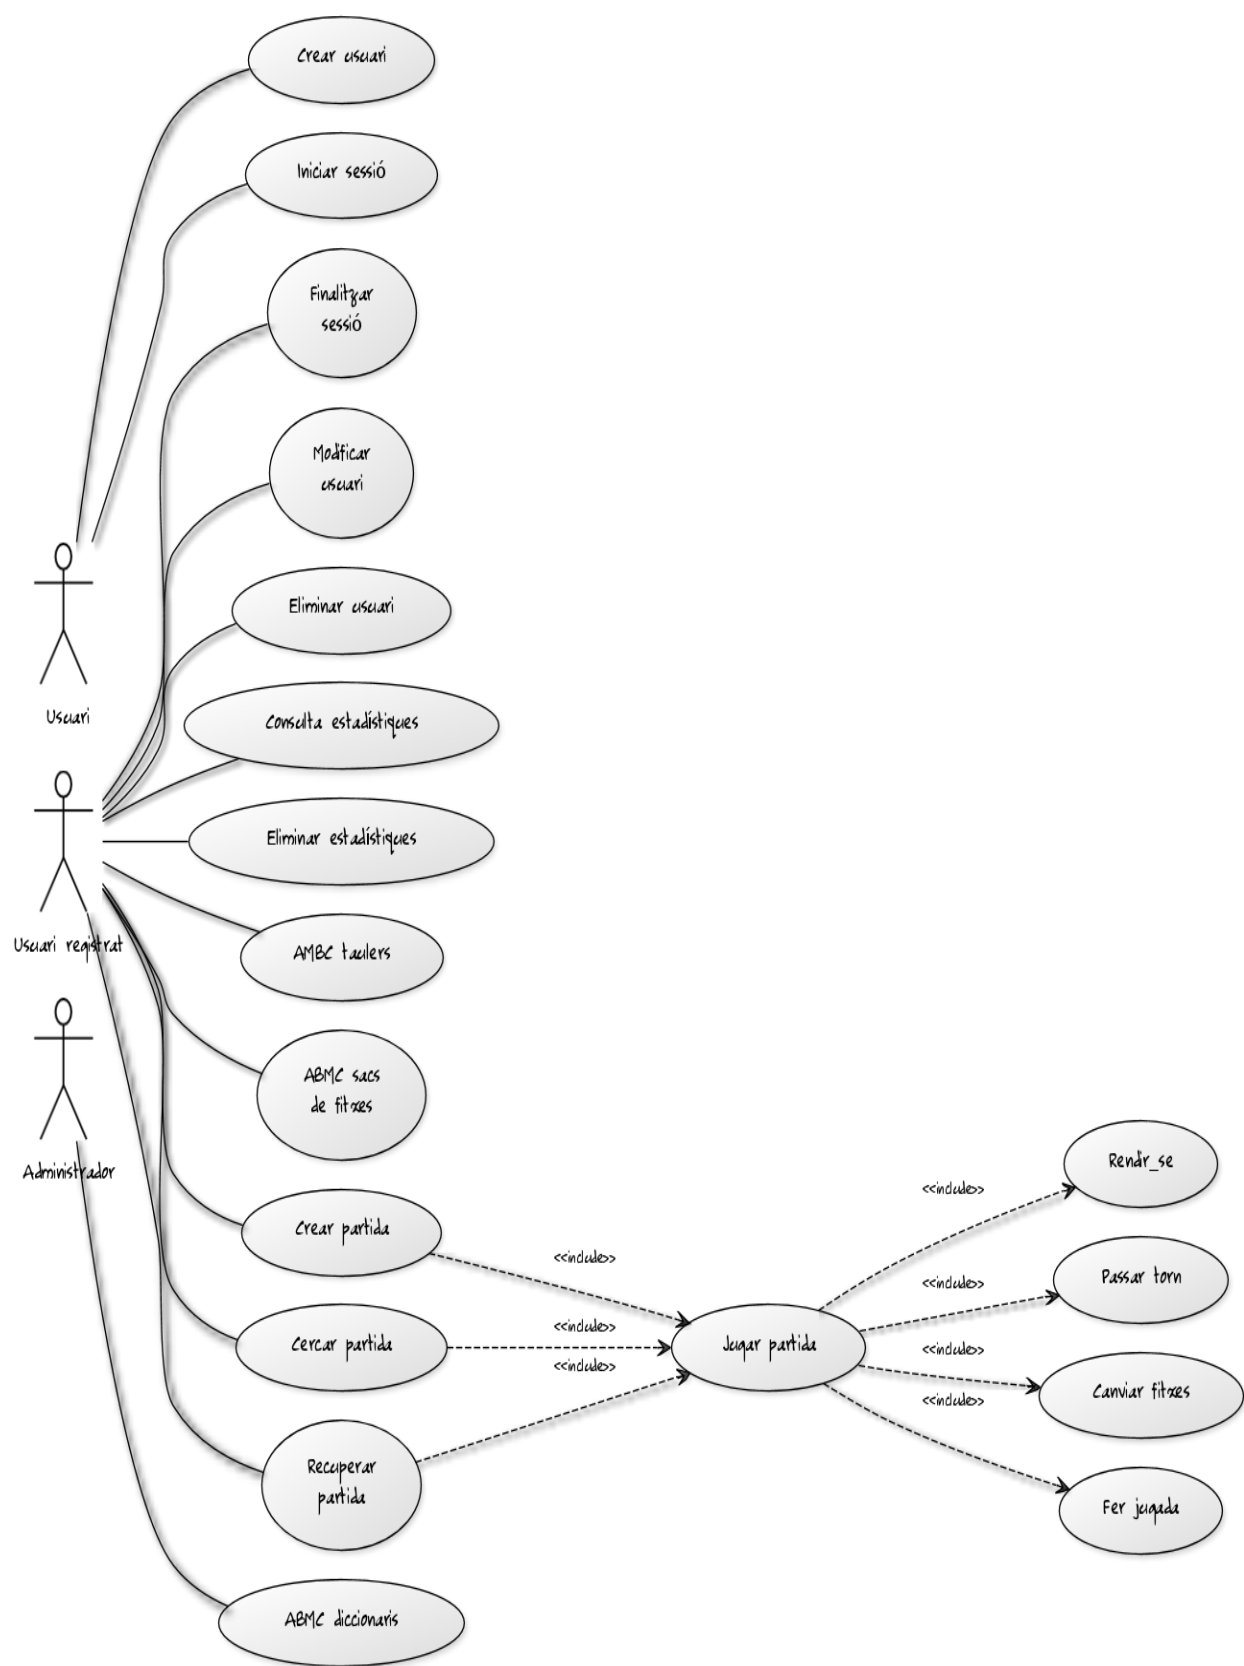 Crear usuari
Iniciar sessió
Finalitzar
sessió
Modificar
usuari
Eliminar usuari
Consulta estadístiques
Usuari
Eliminar estadístiques
Usuari registrat
AMBC taulers
ABMC sacs
de fitxes
Administrador
Crear partida
Cercar partida
Recuperar
partida
ABMC diccionaris
<<include>>
<<include>>
<<include>>
Jugar partida
<<include>>
<<include>>
<<include>>
<<include>>
Rendir_se
Passar torn
Canviar fitxes
Fer jugada